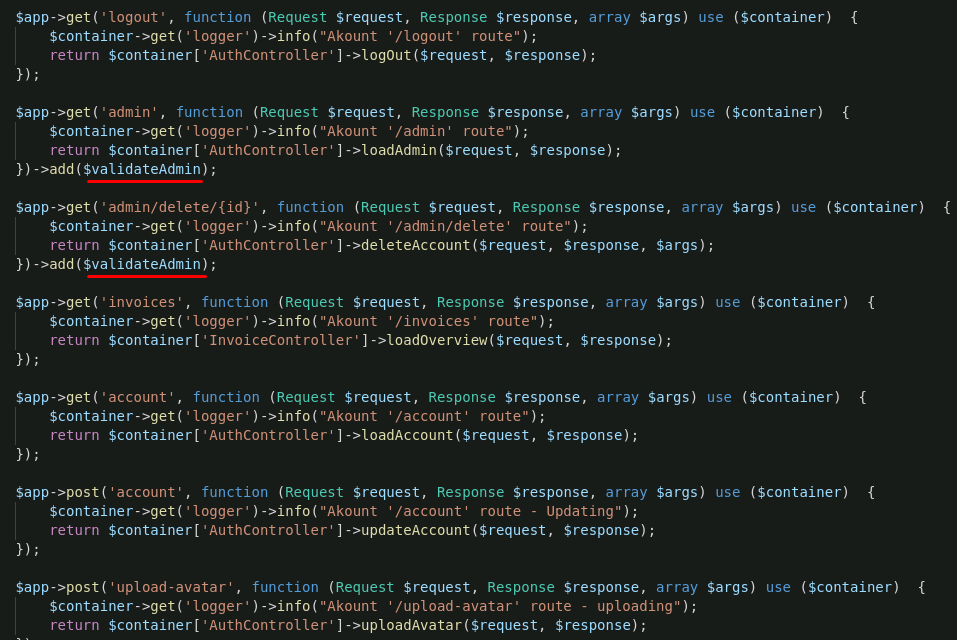 $app->get('logout', function (Request $request, Response $response, array $args) use ($container)  {
    $container->get('logger')->info("Akount '/logout' route");
    return $container['AuthController']->logOut($request, $response);
});

$app->get('admin', function (Request $request, Response $response, array $args) use ($container)  {
    $container->get('logger')->info("Akount '/admin' route");
    return $container['AuthController']->loadAdmin($request, $response);
})->add($validateAdmin);

$app->get('admin/delete/{id}', function (Request $request, Response $response, array $args) use ($container)  {
    $container->get('logger')->info("Akount '/admin/delete' route");
    return $container['AuthController']->deleteAccount($request, $response, $args);
})->add($validateAdmin);

$app->get('invoices', function (Request $request, Response $response, array $args) use ($container)  {
    $container->get('logger')->info("Akount '/invoices' route");
    return $container['InvoiceController']->loadOverview($request, $response);
});

$app->get('account', function (Request $request, Response $response, array $args) use ($container)  {
    $container->get('logger')->info("Akount '/account' route");
    return $container['AuthController']->loadAccount($request, $response);
});

$app->post('account', function (Request $request, Response $response, array $args) use ($container)  {
    $container->get('logger')->info("Akount '/account' route - Updating");
    return $container['AuthController']->updateAccount($request, $response);
});

$app->post('upload-avatar', function (Request $request, Response $response, array $args) use ($container)  {
    $container->get('logger')->info("Akount '/upload-avatar' route - uploading");
    return $container['AuthController']->uploadAvatar($request, $response);